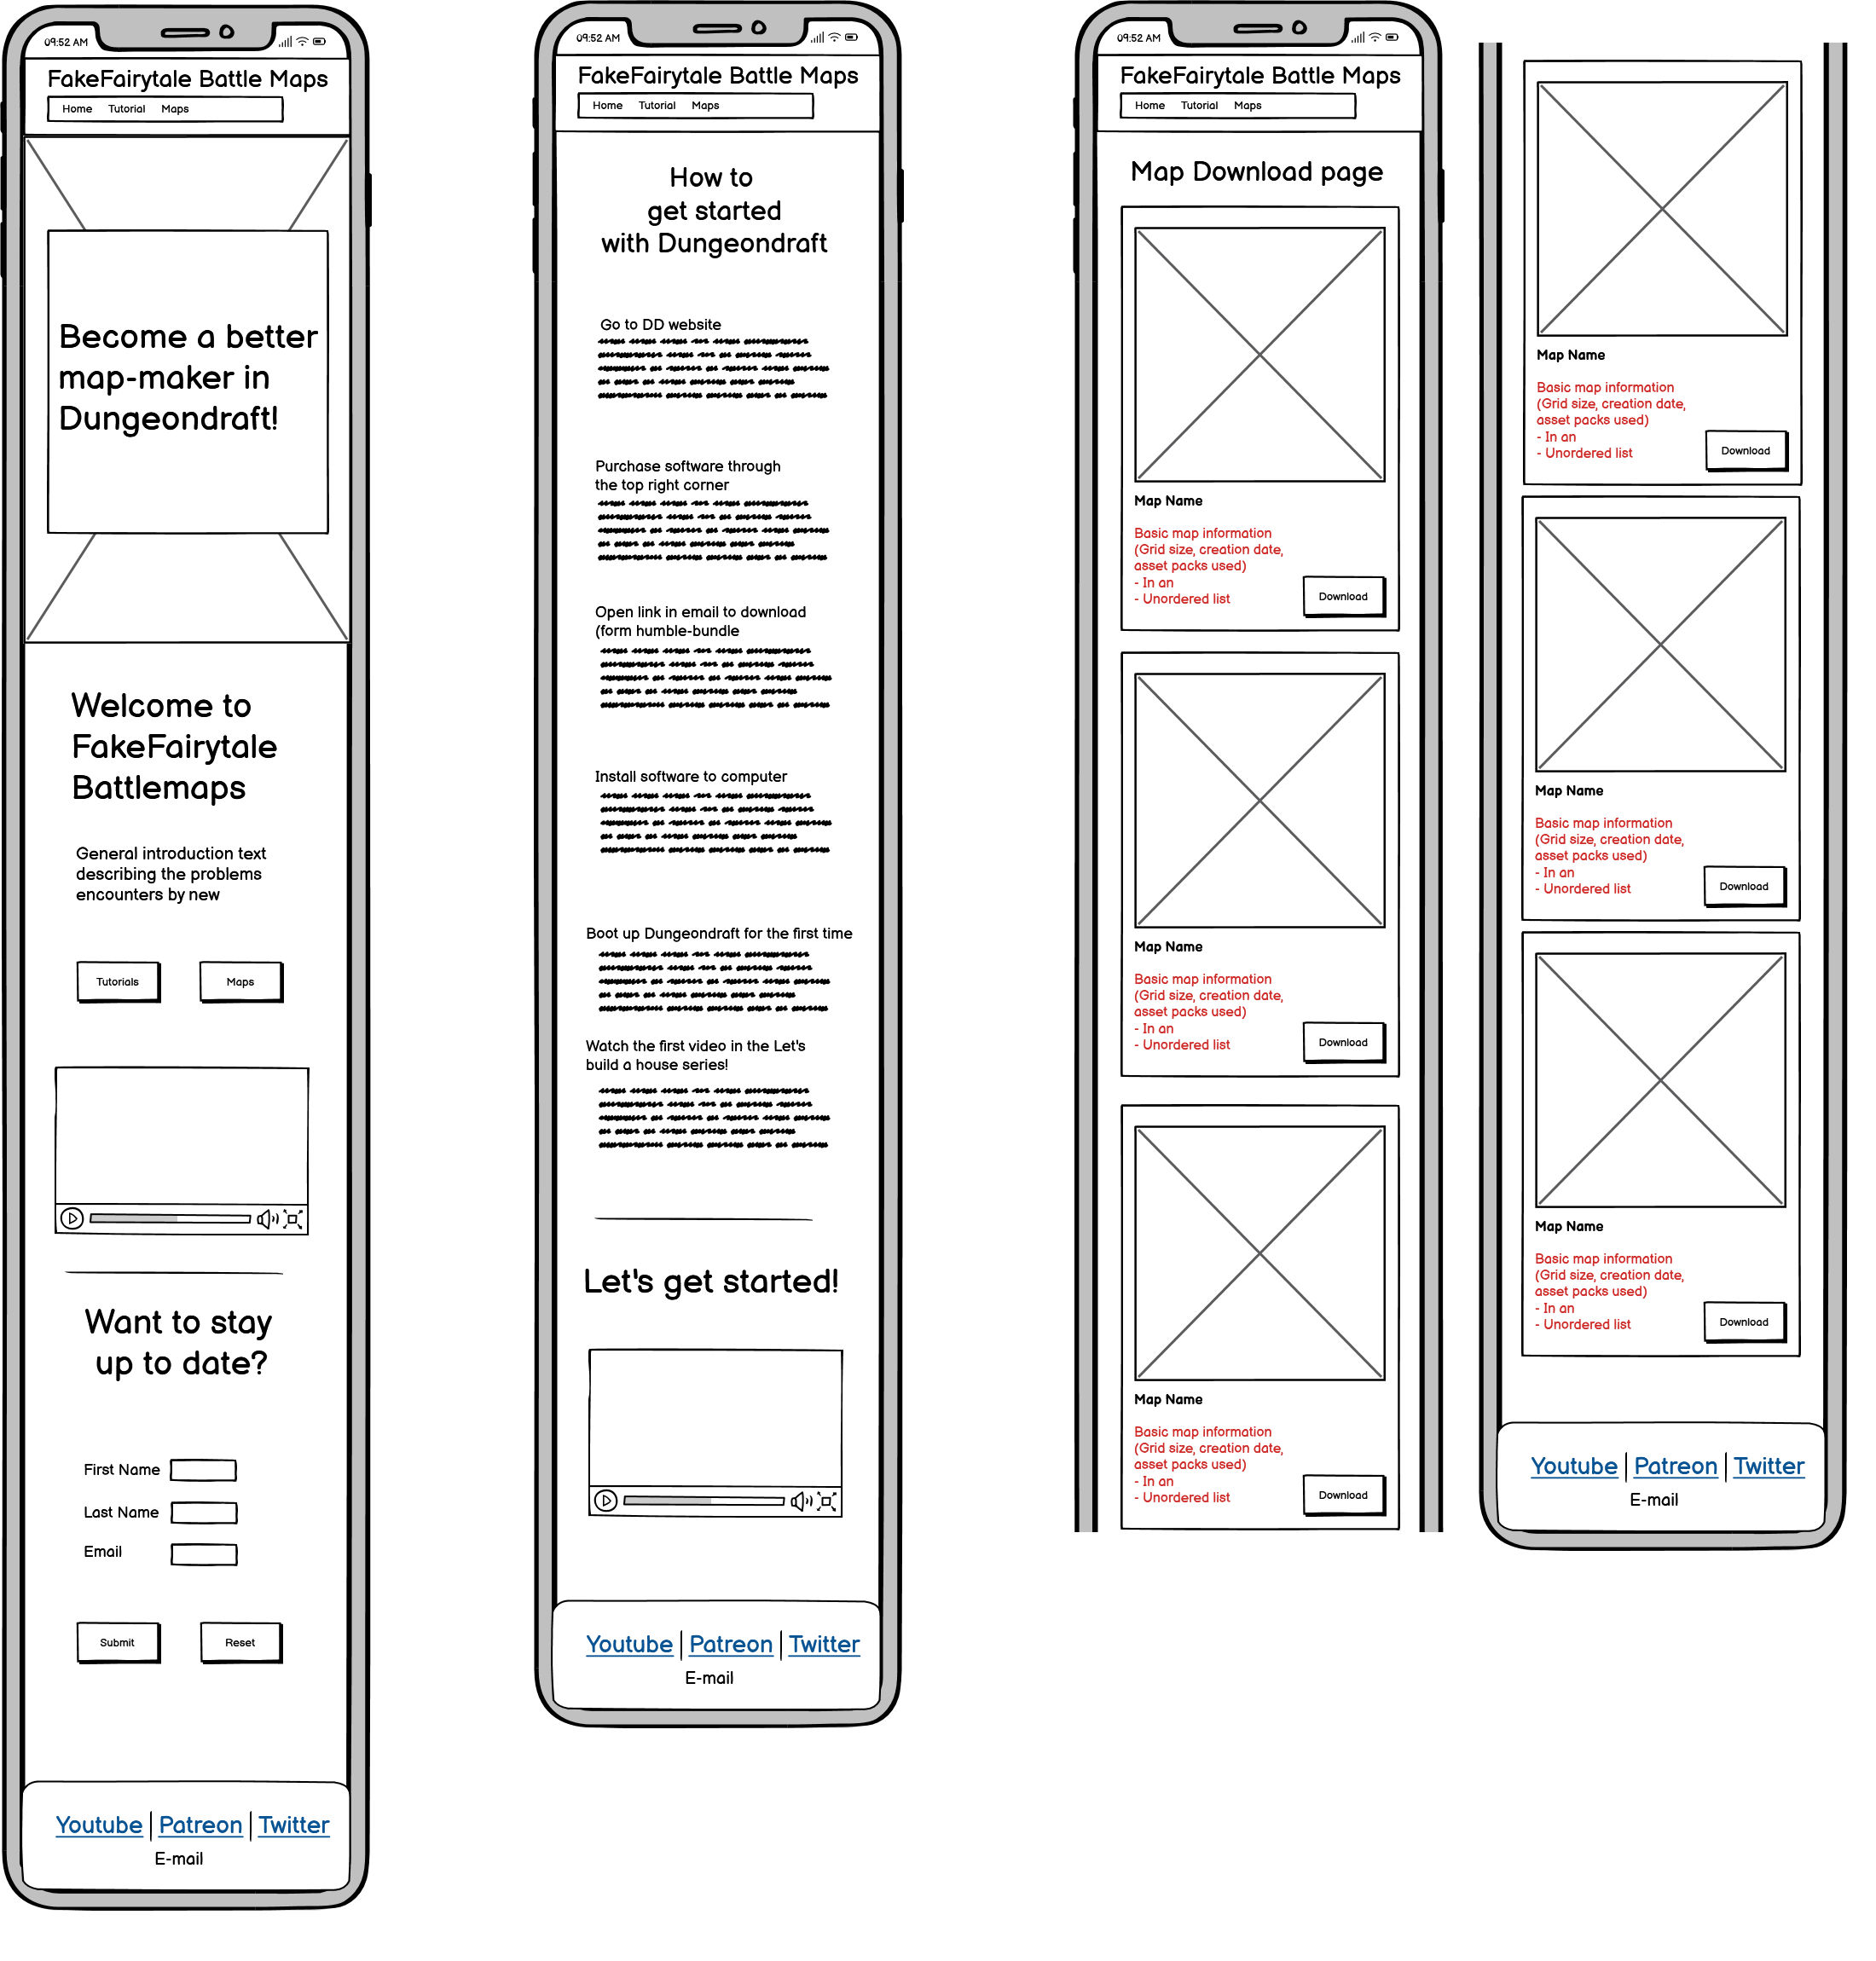 09:52 AM
FakeFairytale Battle Maps
Home Tutorial Maps
Become a better
map-maker in
Dungeondraft!
Welcome to
FakeFairytale
Battlemaps
General introduction text
describing the problems
encounters by new
Tutorials Maps
Want to stay
up to date?
First Name
Last Name
Email
Submit Reset
Youtube | Patreon | Twitter
E-mail
09:52 AM
FakeFairytale Battle Maps
Home Tutorial Maps
How to
get started
with Dungeondraft
Go to DD website
Purchase software through
the top right corner
Open link in email to download
(form humble-bundle
Install software to computer
Boot up Dungeondraft for the first time
Watch the first video in the Let's
build a house series!
Let's get started!
Youtube | Patreon | Twitter
E-mail
09:52 AM
FakeFairytale Battle Maps
Home Tutorial Maps
Map Download page
Map Name
Basic map information
(Grid size, creation date,
asset packs used)
- In an
- Unordered list
Download
Map Name
Basic map information
(Grid size, creation date,
asset packs used)
- In an
- Unordered list
Download
Map Name
Basic map information
(Grid size, creation date,
asset packs used)
- In an
- Unordered list
Download
Map Name
Basic map information
(Grid size, creation date,
asset packs used)
- In an
- Unordered list
Download
Map Name
Basic map information
(Grid size, creation date,
asset packs used)
- In an
- Unordered list
Download
Map Name
Basic map information
(Grid size, creation date,
asset packs used)
- In an
- Unordered list
Download
Youtube | Patreon | Twitter
E-mail